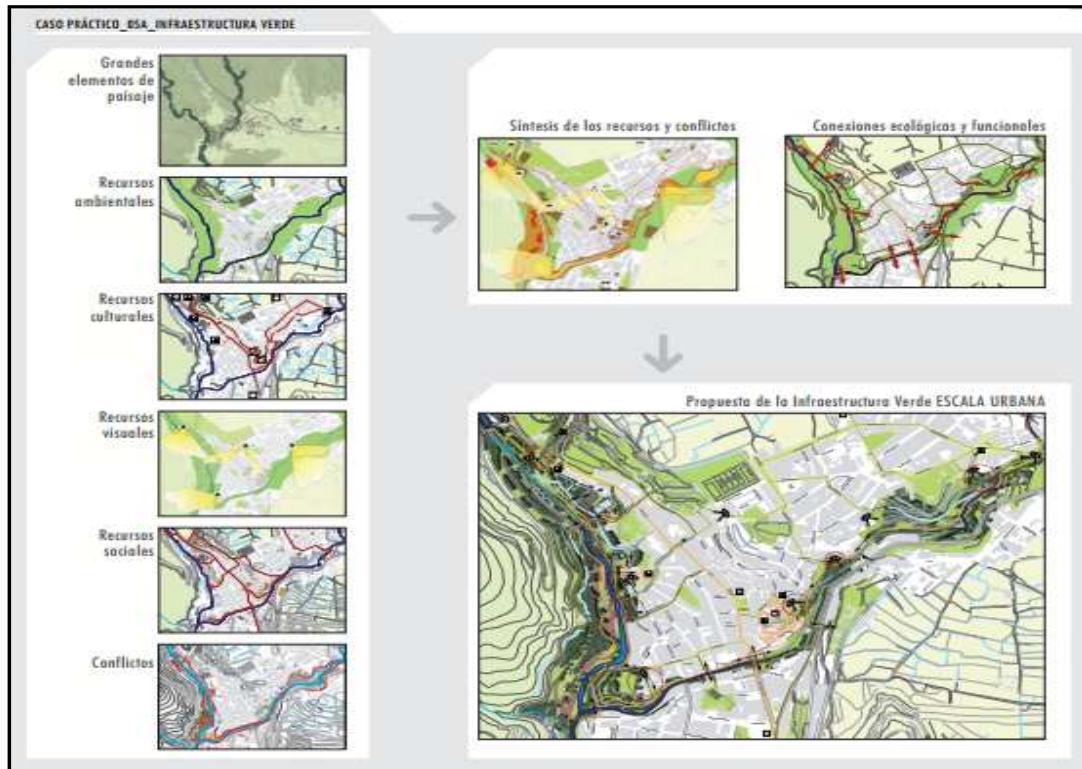 CASO PRÁCTICO_05A_INFRAESTRUCTURA VERDE
Grandes
elementos de
paisaje
Recursos
ambientales
Recursos
culturales
Recursos
visuales
Recursos
sociales
Conflictos
Síntesis de los recursos y conflictos
Conexiones ecológicas y funcionales
Propuesta de la Infraestructura Verde ESCALA URBANA